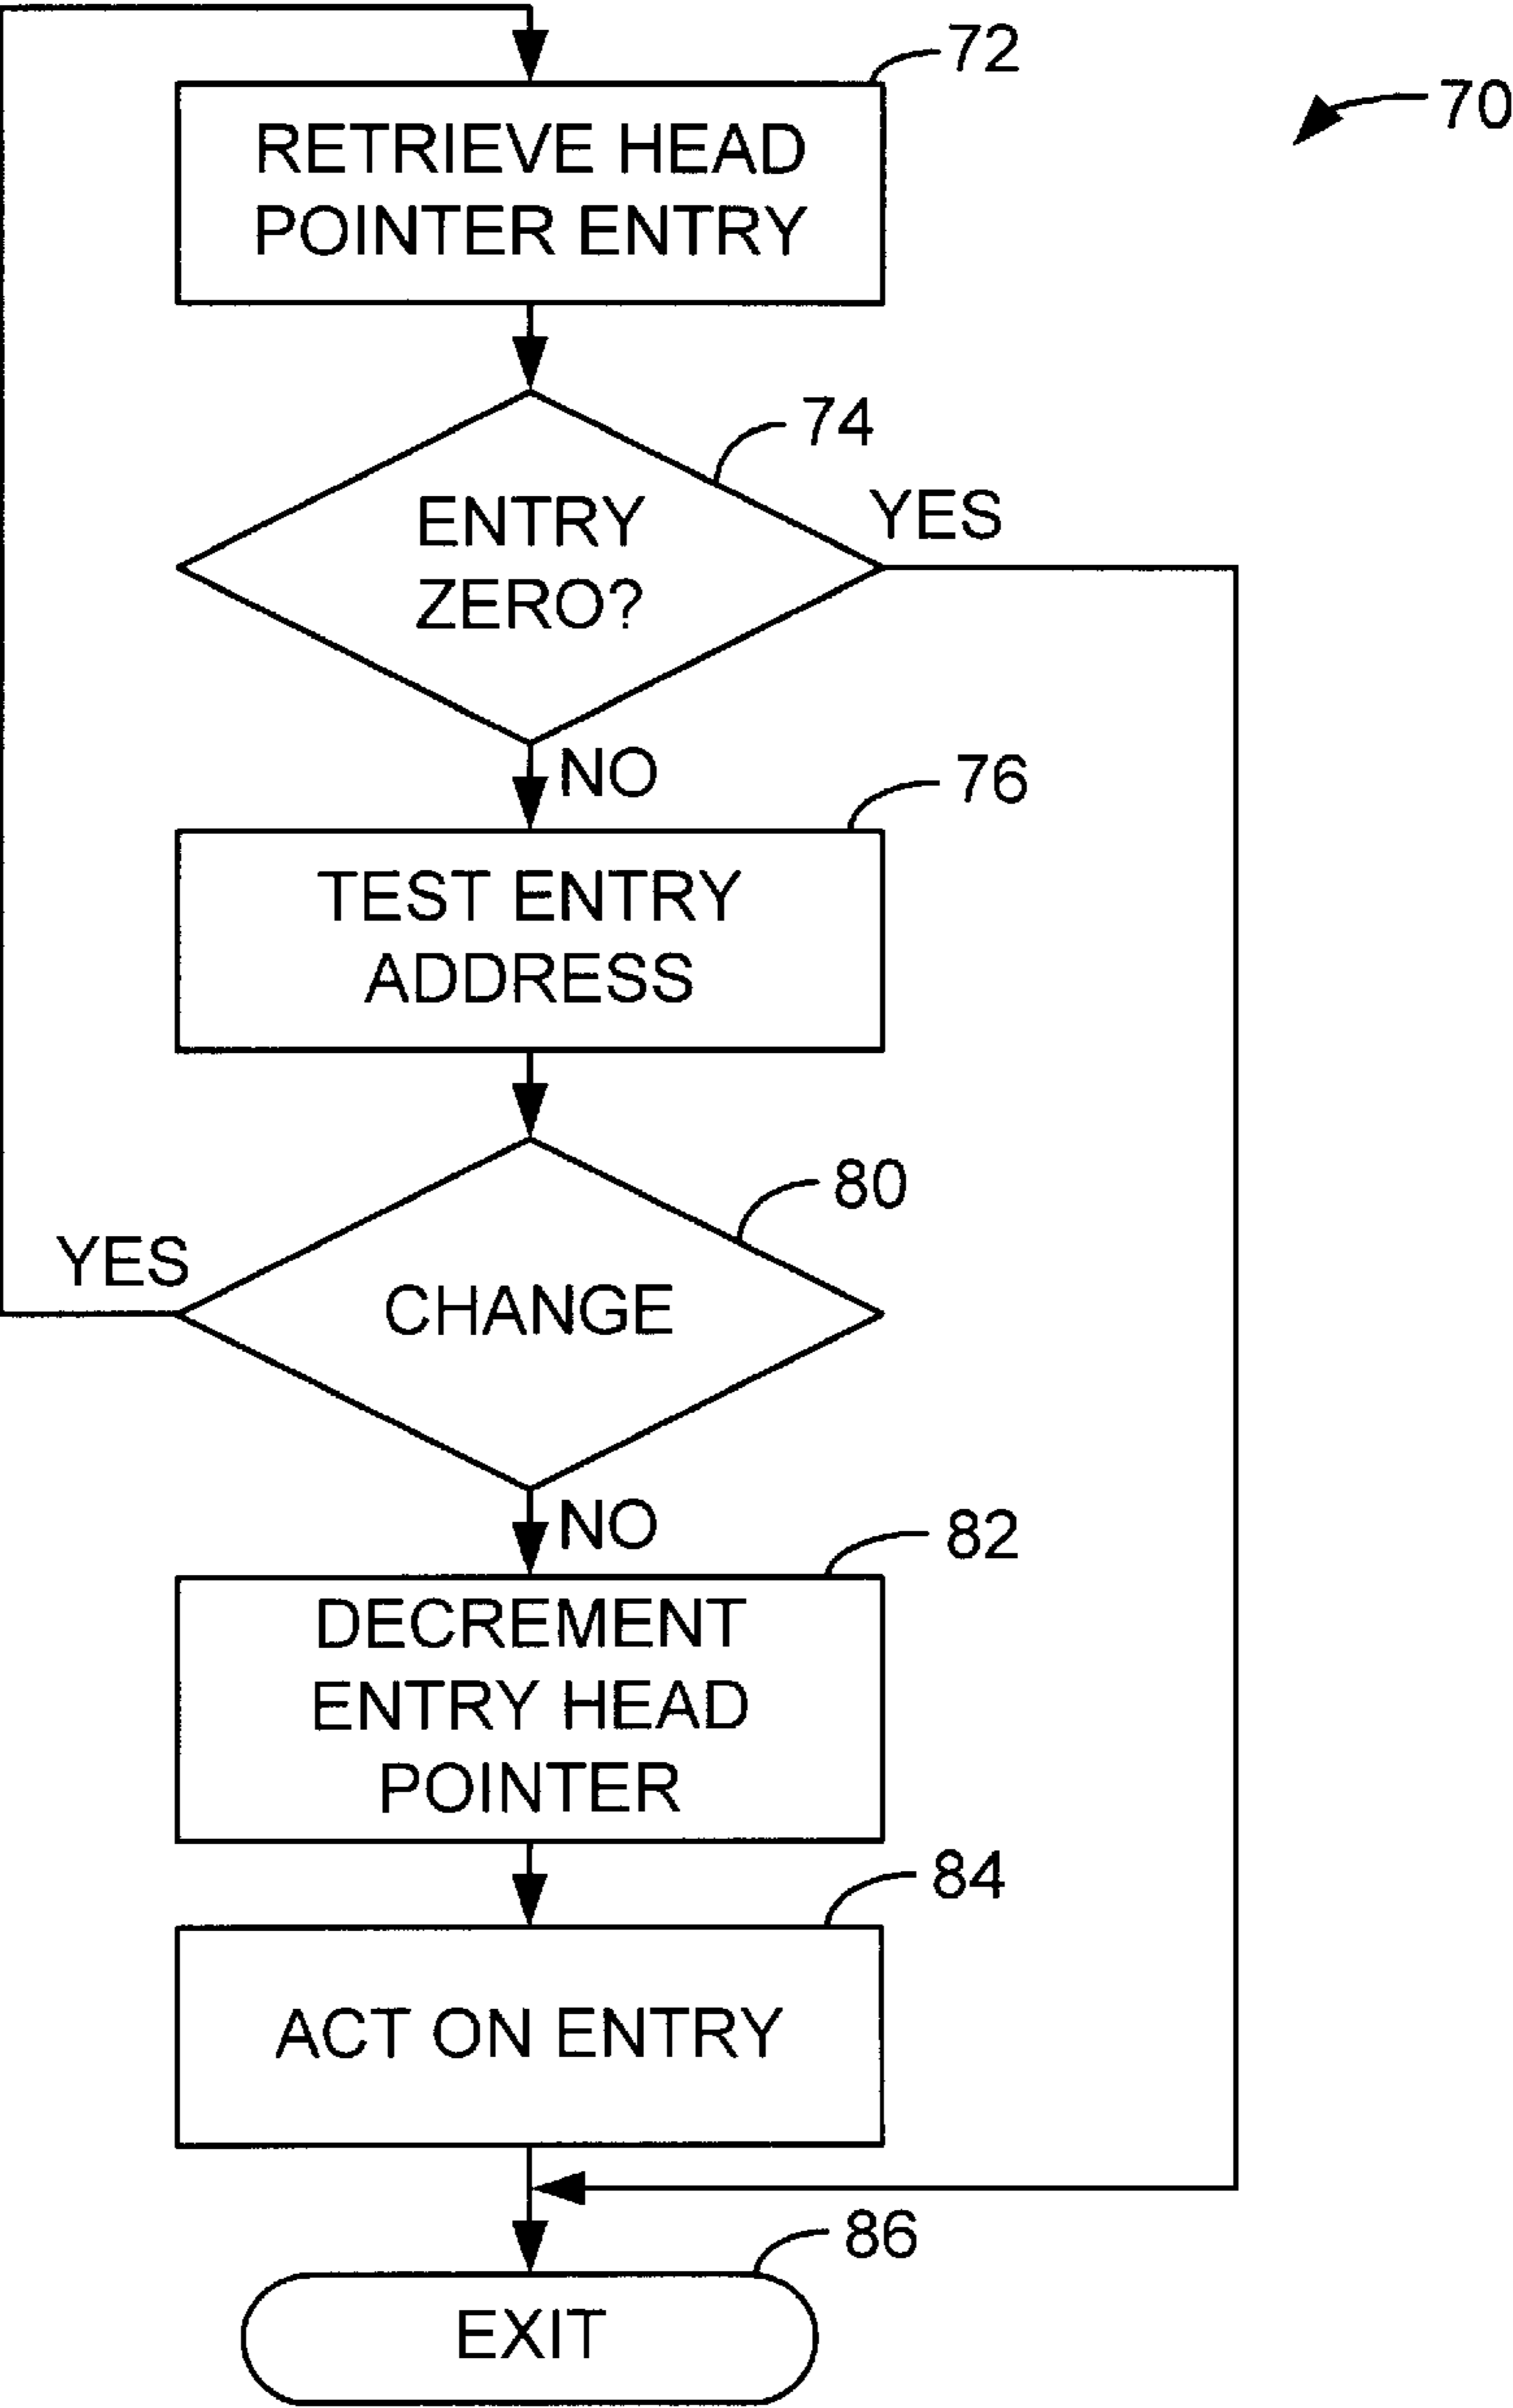 72
70
RETRIEVE HEAD
POINTER ENTRY
74
YES
ENTRY
ZERO?
NO
76
TEST ENTRY
ADDRESS
80
YES
CHANGE
NO
82
DECREMENT
ENTRY HEAD
POINTER
84
ACT ON ENTRY
86
EXIT